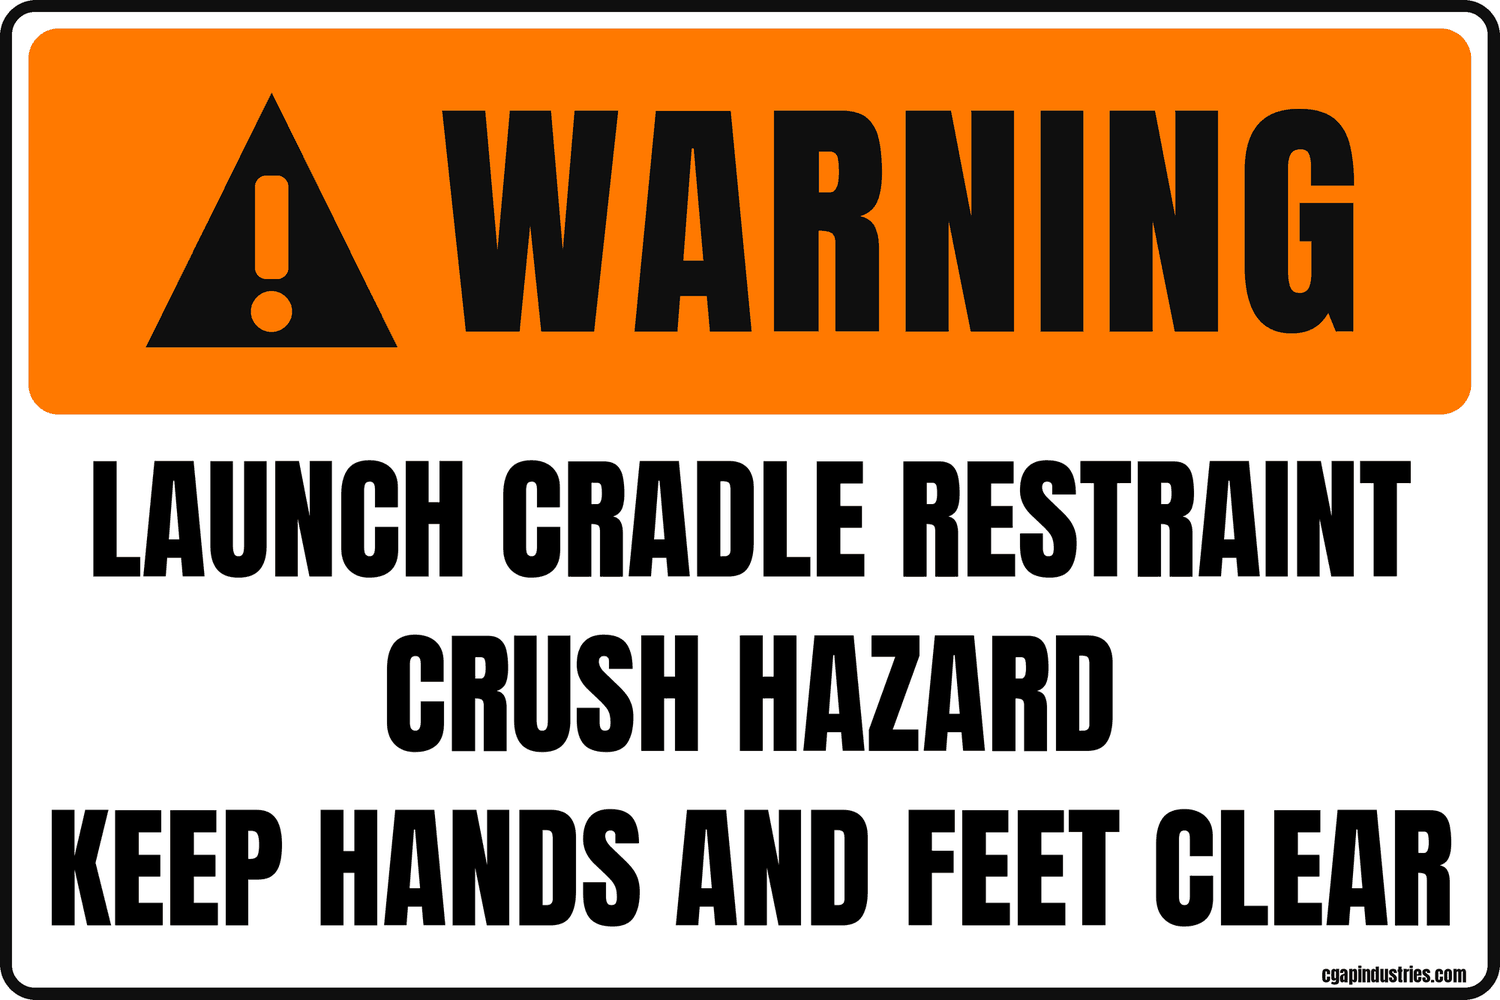 WARNING
LAUNCH CRADLE RESTRAINT
CRUSH HAZARD
KEEP HANDS AND FEET CLEAR
cgapindustries.com